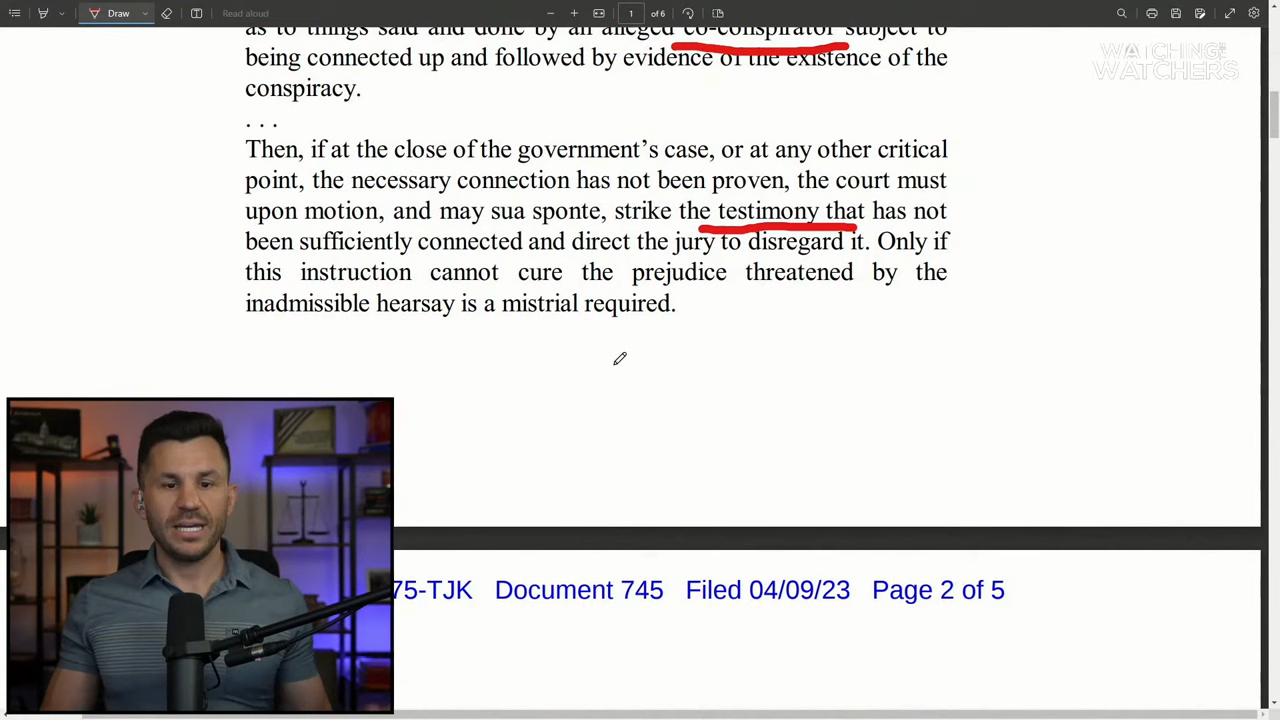 Draw
Read aloud
1 of 6
as to things said and done by an alleged co-conspirator subject to
being connected up and followed by evidence of the existence of the
conspiracy.
. . .
Then, if at the close of the government’s case, or at any other critical
point, the necessary connection has not been proven, the court must
upon motion, and may sua sponte, strike the testimony that has not
been sufficiently connected and direct the jury to disregard it. Only if
this instruction cannot cure the prejudice threatened by the
inadmissible hearsay is a mistrial required.
WATCHING THE
WATCHERS
75-TJK Document 745 Filed 04/09/23 Page 2 of 5